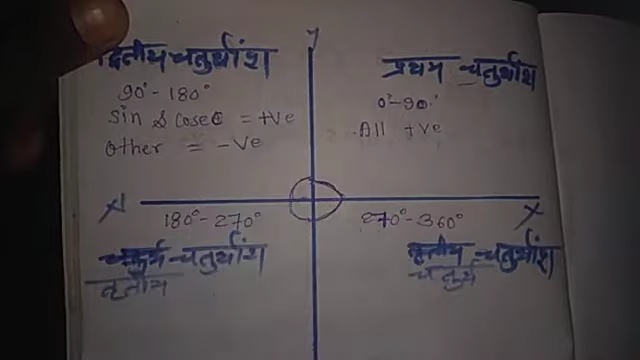 Y
द्वितीय चतुर्थांश
90° - 180°
Sin & Cosec = +Ve
Other = -Ve
प्रथम चतुर्थांश
0° - 90°
All +Ve
X'
X
180° - 270°
चतुर्थ चतुर्थांश
तृतीय
270° - 360°
तृतीय चतुर्थांश
चतुर्थ